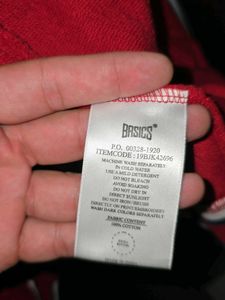 BASICS
P.O. 00328-1920
ITEMCODE : 19BJK42696
MACHINE WASH SEPARATELY
IN COLD WATER
USE A MILD DETERGENT
DO NOT BLEACH
AVOID SOAKING
DO NOT DRY IN
DIRECT SUNLIGHT
DO NOT IRON/BRUSH
DIRECTLY ON PRINT/EMBROIDERY
WASH DARK COLORS SEPARATELY
FABRIC CONTENT
100% COTTON